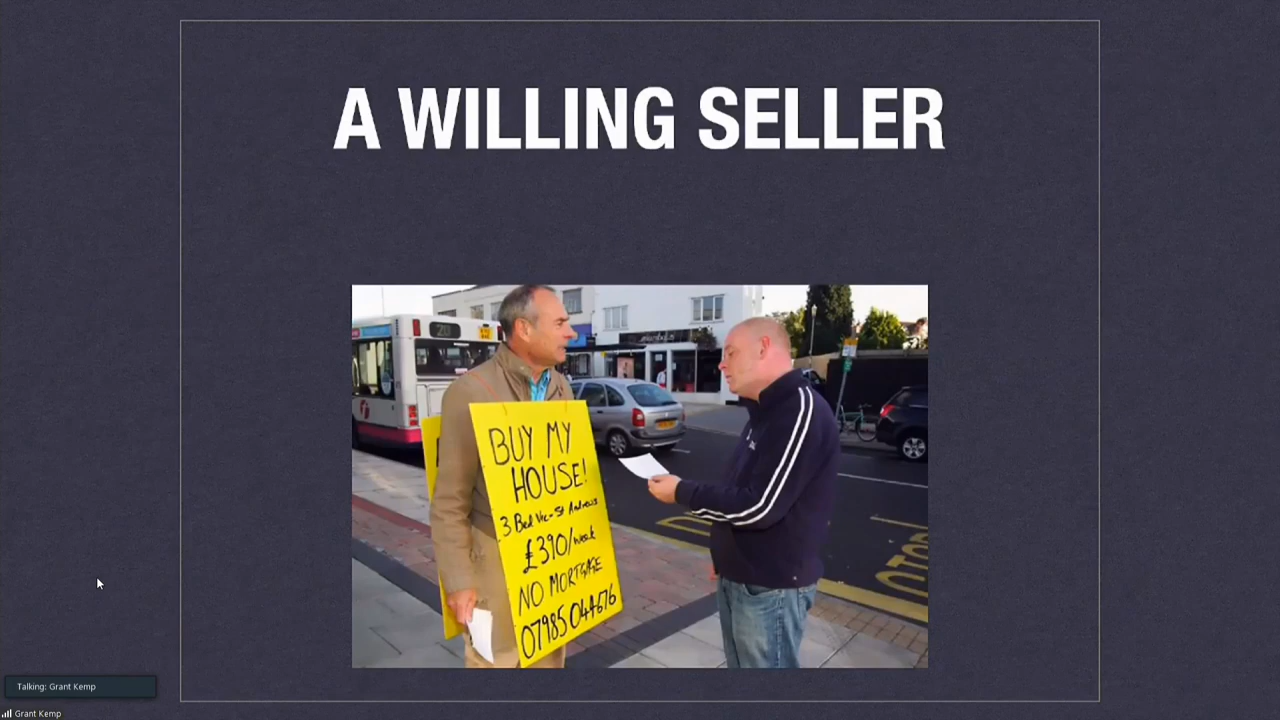 A WILLING SELLER
BUY MY
HOUSE!
3 Bed Vic - St Andrews
£390/week
NO MORTGAGE
07985 044676
Talking: Grant Kemp
Grant Kemp